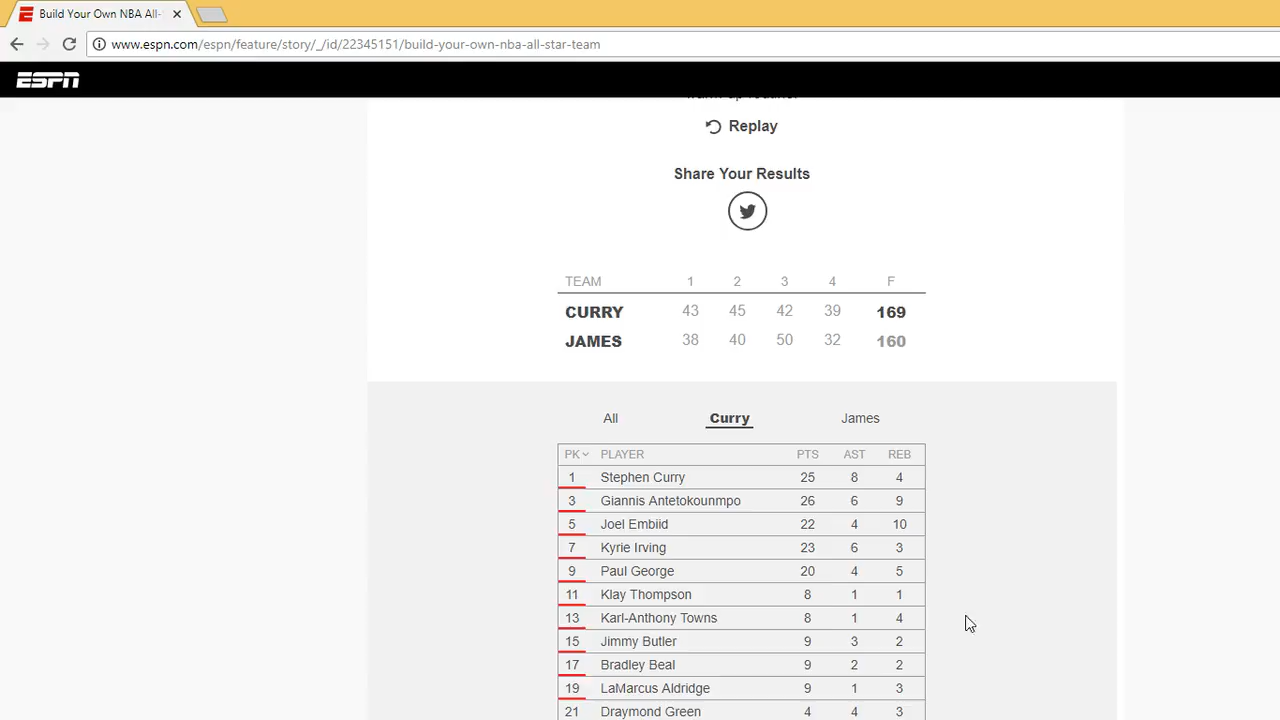 Build Your Own NBA All-
www.espn.com/espn/feature/story/_/id/22345151/build-your-own-nba-all-star-team
ESPN
Replay
Share Your Results
TEAM 1 2 3 4 F
CURRY 43 45 42 39 169
JAMES 38 40 50 32 160
All Curry James
PK PLAYER PTS AST REB
1 Stephen Curry 25 8 4
3 Giannis Antetokounmpo 26 6 9
5 Joel Embiid 22 4 10
7 Kyrie Irving 23 6 3
9 Paul George 20 4 5
11 Klay Thompson 8 1 1
13 Karl-Anthony Towns 8 1 4
15 Jimmy Butler 9 3 2
17 Bradley Beal 9 2 2
19 LaMarcus Aldridge 9 1 3
21 Draymond Green 4 4 3